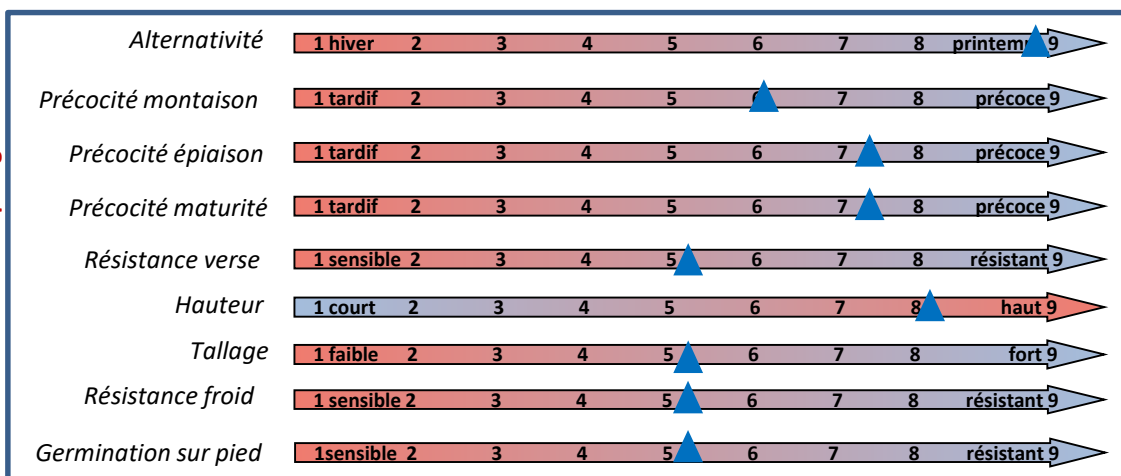 Alternativité 1 hiver 2 3 4 5 6 7 8 printemp 9
Précocité montaison 1 tardif 2 3 4 5 6 7 8 précoce 9
Précocité épiaison 1 tardif 2 3 4 5 6 7 8 précoce 9
Précocité maturité 1 tardif 2 3 4 5 6 7 8 précoce 9
Résistance verse 1 sensible 2 3 4 5 6 7 8 résistant 9
Hauteur 1 court 2 3 4 5 6 7 8 haut 9
Tallage 1 faible 2 3 4 5 6 7 8 fort 9
Résistance froid 1 sensible 2 3 4 5 6 7 8 résistant 9
Germination sur pied 1sensible 2 3 4 5 6 7 8 résistant 9